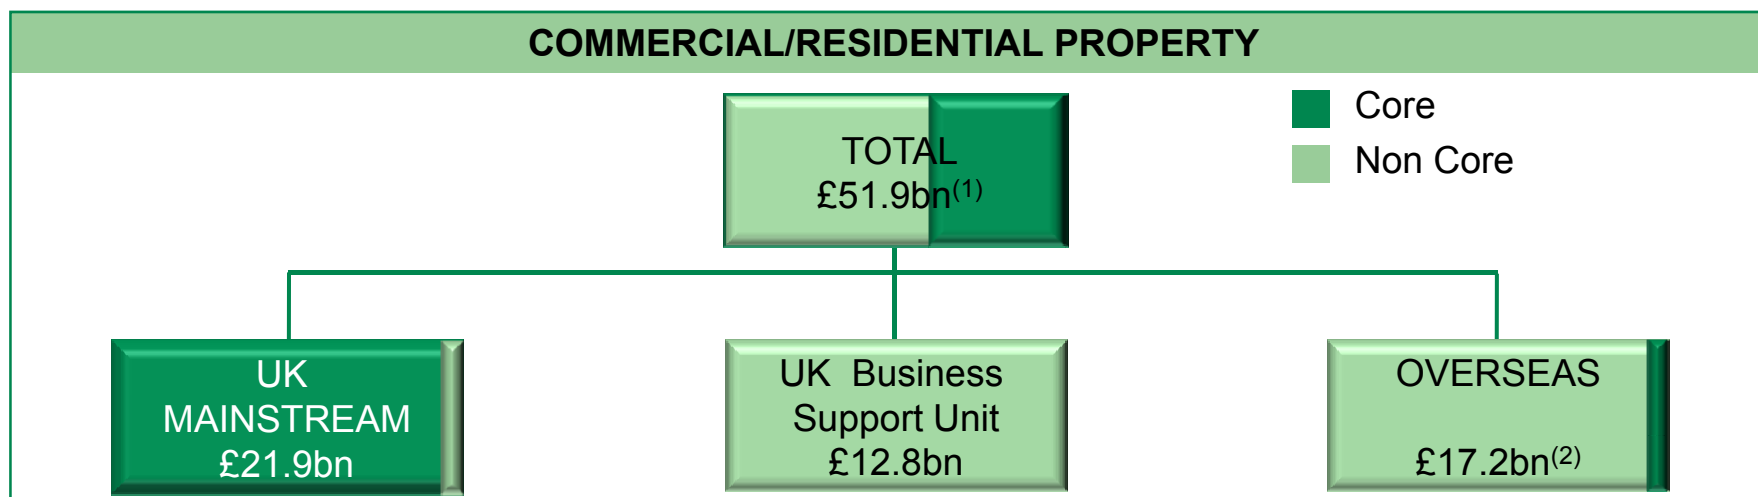 COMMERCIAL/RESIDENTIAL PROPERTY
Core
Non Core
TOTAL
£51.9bn(1)
UK
MAINSTREAM
£21.9bn
UK Business
Support Unit
£12.8bn
OVERSEAS
£17.2bn(2)